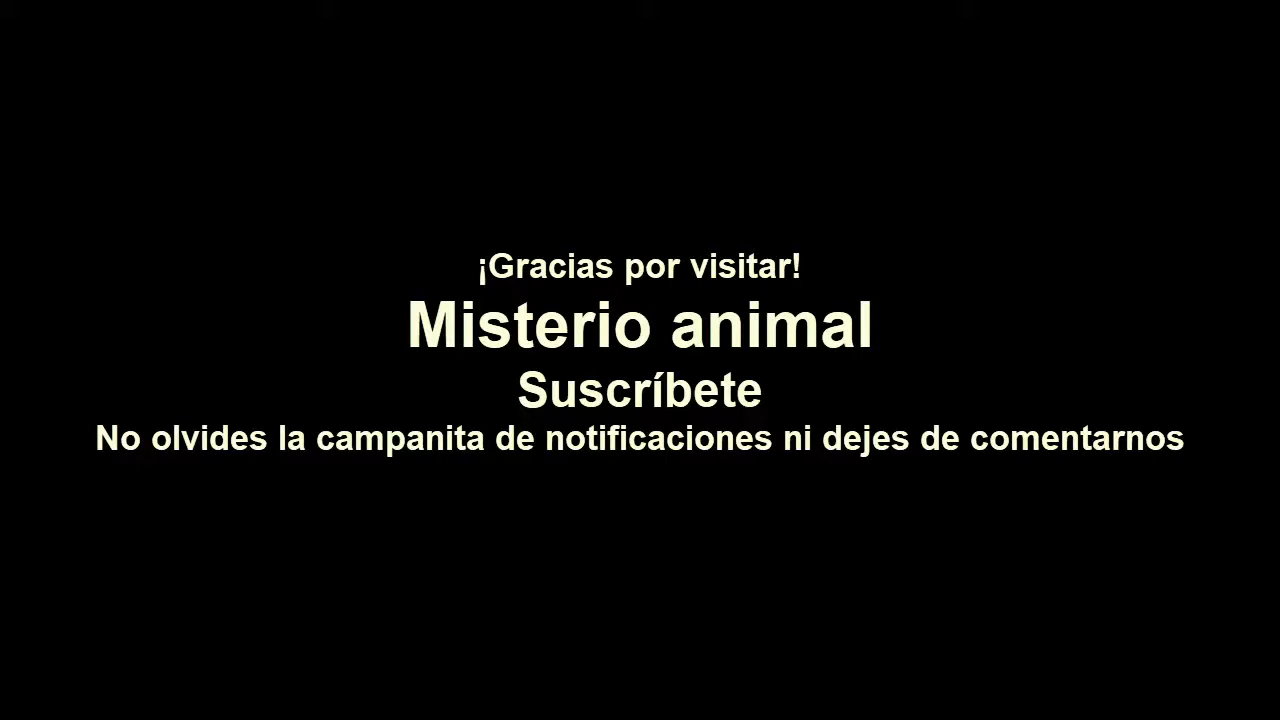 ¡Gracias por visitar!
Misterio animal
Suscríbete
No olvides la campanita de notificaciones ni dejes de comentarnos